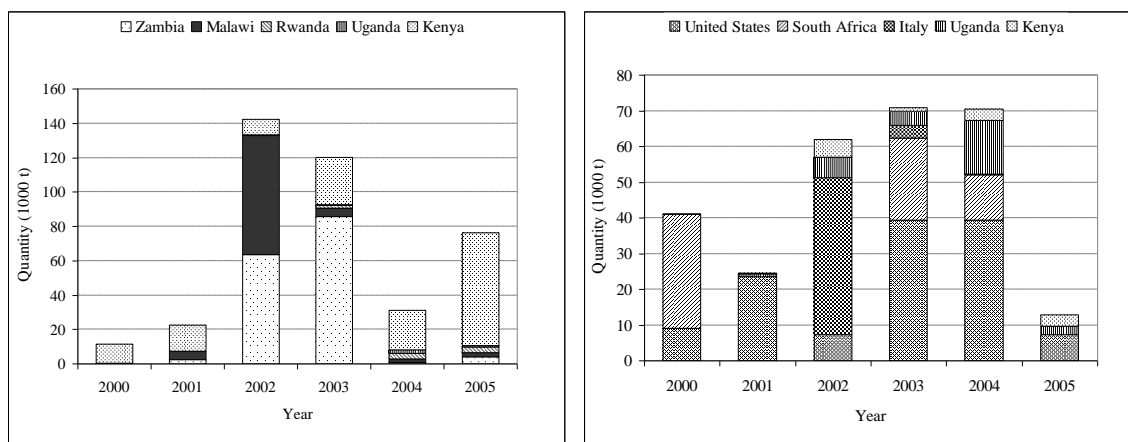 Zambia Malawi Rwanda Uganda Kenya
160
140
120
100
80
60
40
20
0
Quantity (1000 t)
2000 2001 2002 2003 2004 2005
Year
United States South Africa Italy Uganda Kenya
80
70
60
50
40
30
20
10
0
Quantity (1000 t)
2000 2001 2002 2003 2004 2005
Year